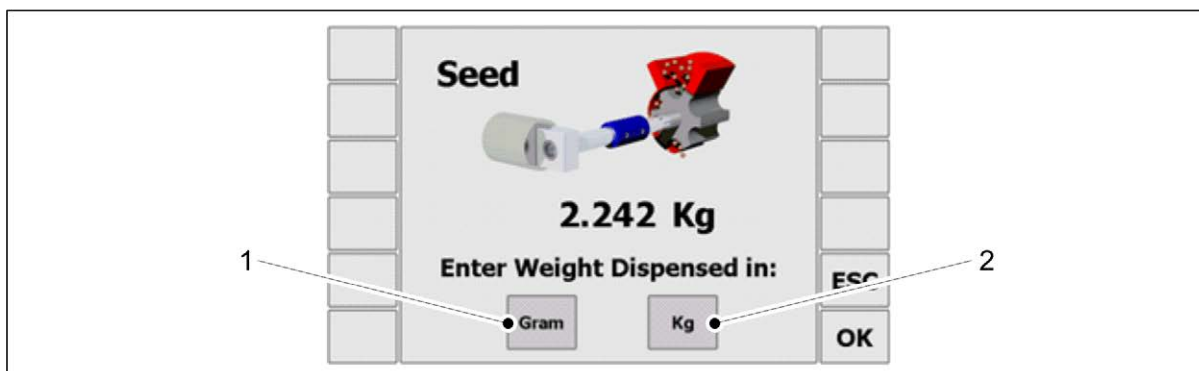 Seed
2.242 Kg
1
2
Enter Weight Dispensed in:
ESC
Gram
Kg
OK